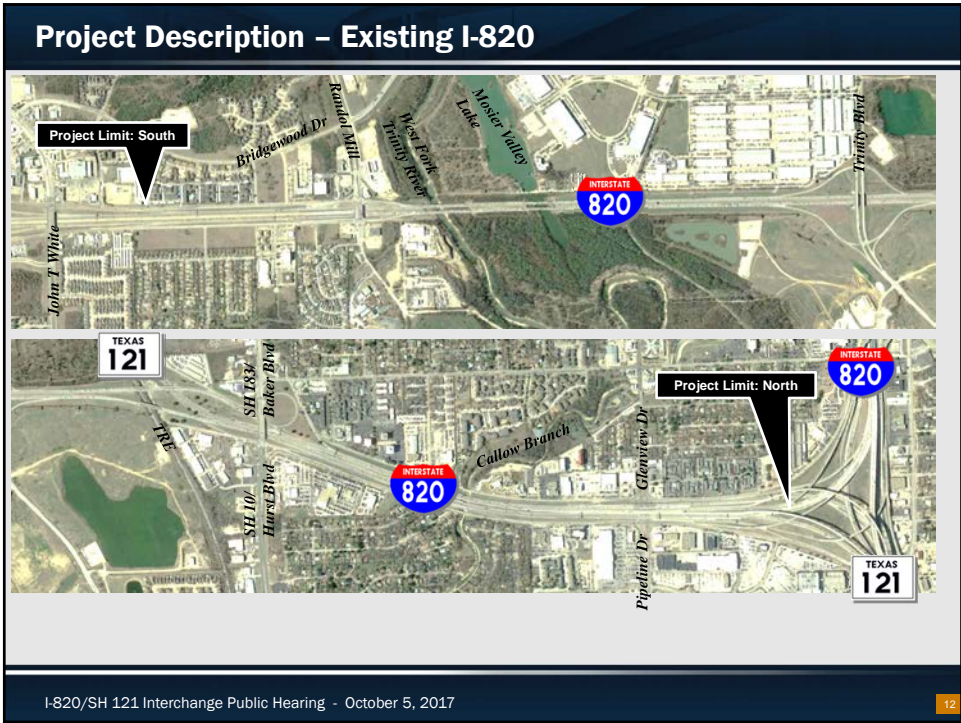 Project Description – Existing I-820
Project Limit: South
Bridgewood Dr
Randol Mill
West Fork
Trinity River
Mosier Valley
Lake
Trinity Blvd
INTERSTATE
820
John T White
TEXAS
121
SH 183/
Baker Blvd
TRE
SH 10/
Hurst Blvd
INTERSTATE
820
Callow Branch
Project Limit: North
Glenview Dr
Pipeline Dr
INTERSTATE
820
TEXAS
121
I-820/SH 121 Interchange Public Hearing - October 5, 2017
12